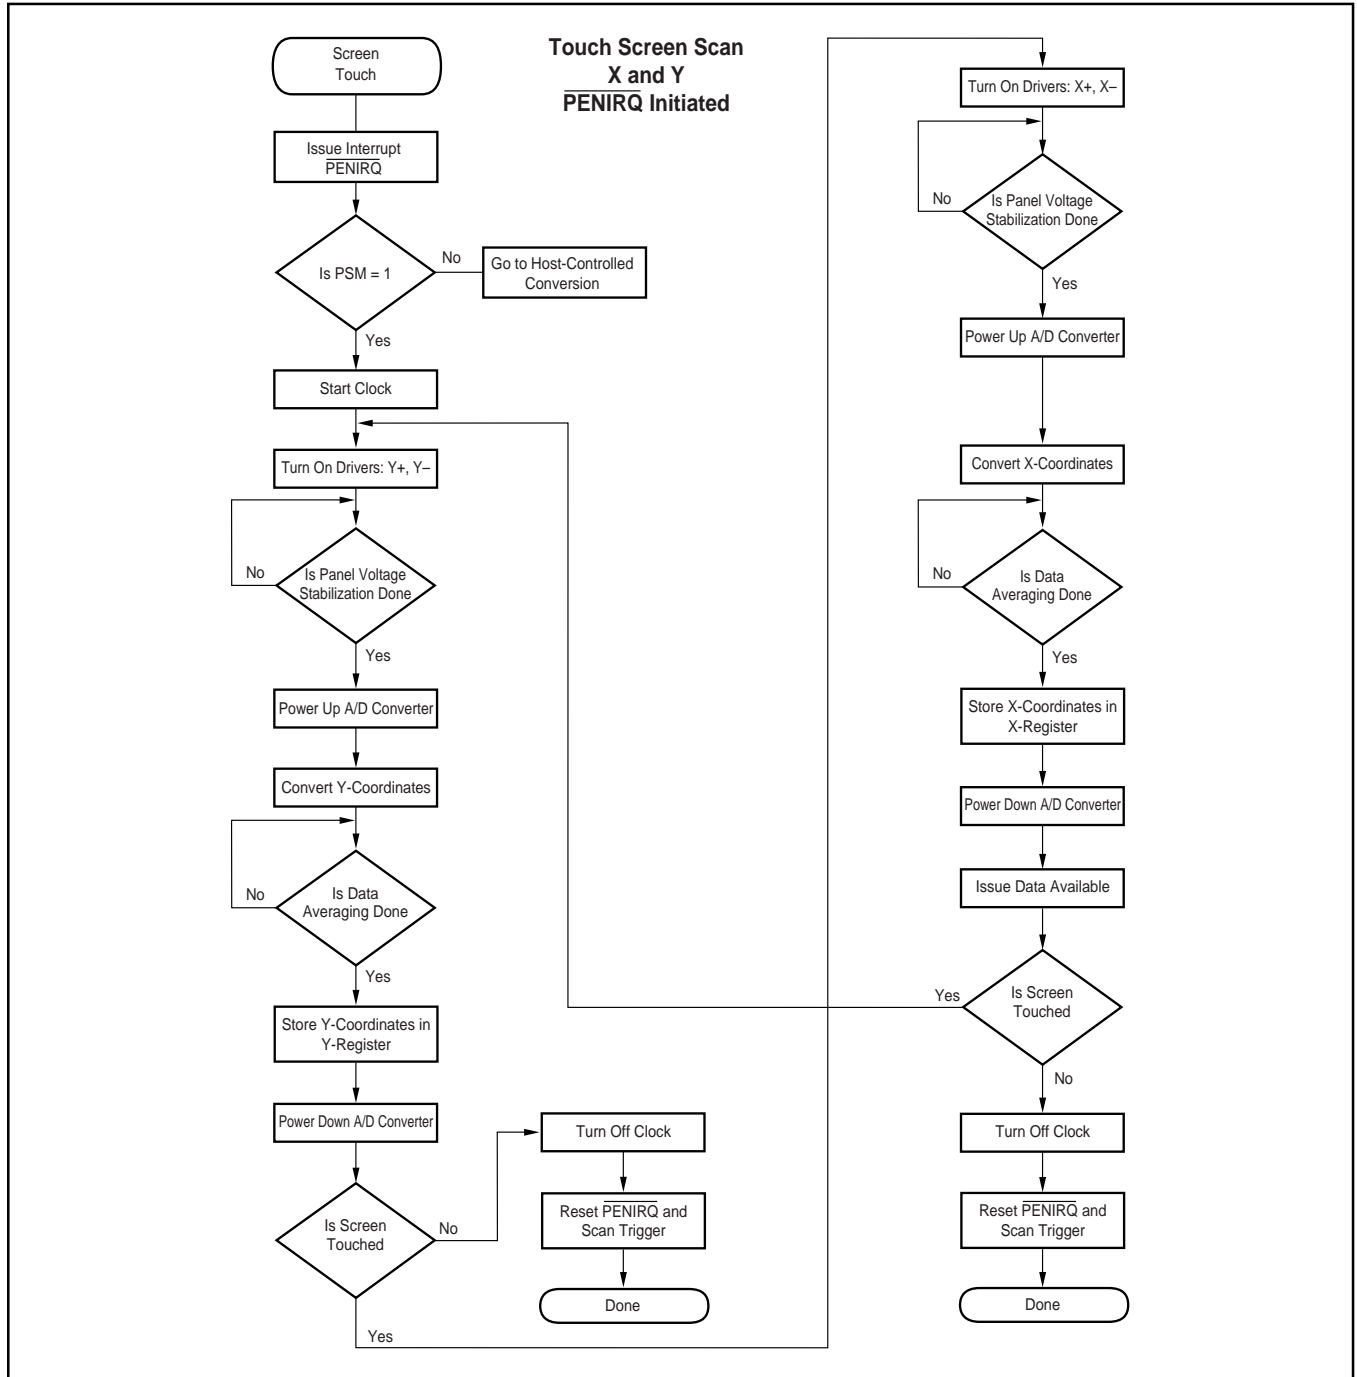 Touch Screen Scan
X and Y
PENIRQ Initiated
Screen
Touch
Issue Interrupt
PENIRQ
Is PSM = 1
No
Go to Host-Controlled
Conversion
Yes
Start Clock
Turn On Drivers: Y+, Y–
Is Panel Voltage
Stabilization Done
No
Yes
Power Up A/D Converter
Convert Y-Coordinates
Is Data
Averaging Done
No
Yes
Store Y-Coordinates in
Y-Register
Power Down A/D Converter
Is Screen
Touched
No
Turn Off Clock
Reset PENIRQ and
Scan Trigger
Done
Yes
Turn On Drivers: X+, X–
Is Panel Voltage
Stabilization Done
No
Yes
Power Up A/D Converter
Convert X-Coordinates
Is Data
Averaging Done
No
Yes
Store X-Coordinates in
X-Register
Power Down A/D Converter
Issue Data Available
Is Screen
Touched
Yes
No
Turn Off Clock
Reset PENIRQ and
Scan Trigger
Done